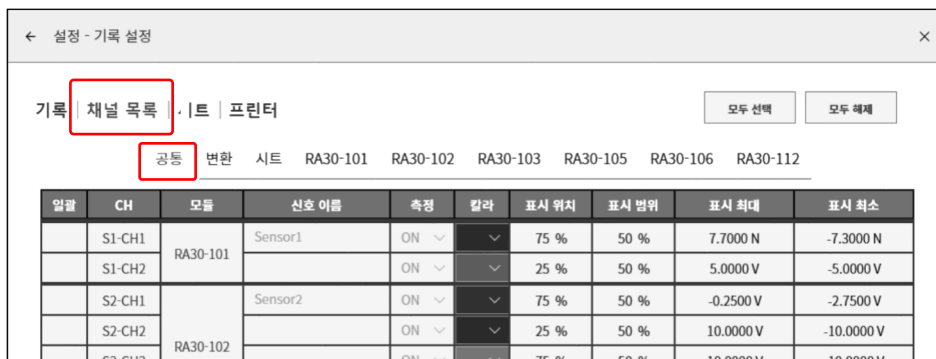 ← 설정 - 기록 설정 ×
기록 | 채널 목록 | 시트 | 프린터 모두 선택 모두 해제
공통 변환 시트 RA30-101 RA30-102 RA30-103 RA30-105 RA30-106 RA30-112
일괄 CH 모듈 신호 이름 측정 칼라 표시 위치 표시 범위 표시 최대 표시 최소
S1-CH1 RA30-101 Sensor1 ON 75 % 50 % 7.7000 N -7.3000 N
S1-CH2 ON 25 % 50 % 5.0000 V -5.0000 V
S2-CH1 RA30-102 Sensor2 ON 75 % 50 % -0.2500 V -2.7500 V
S2-CH2 ON 25 % 50 % 10.0000 V -10.0000 V